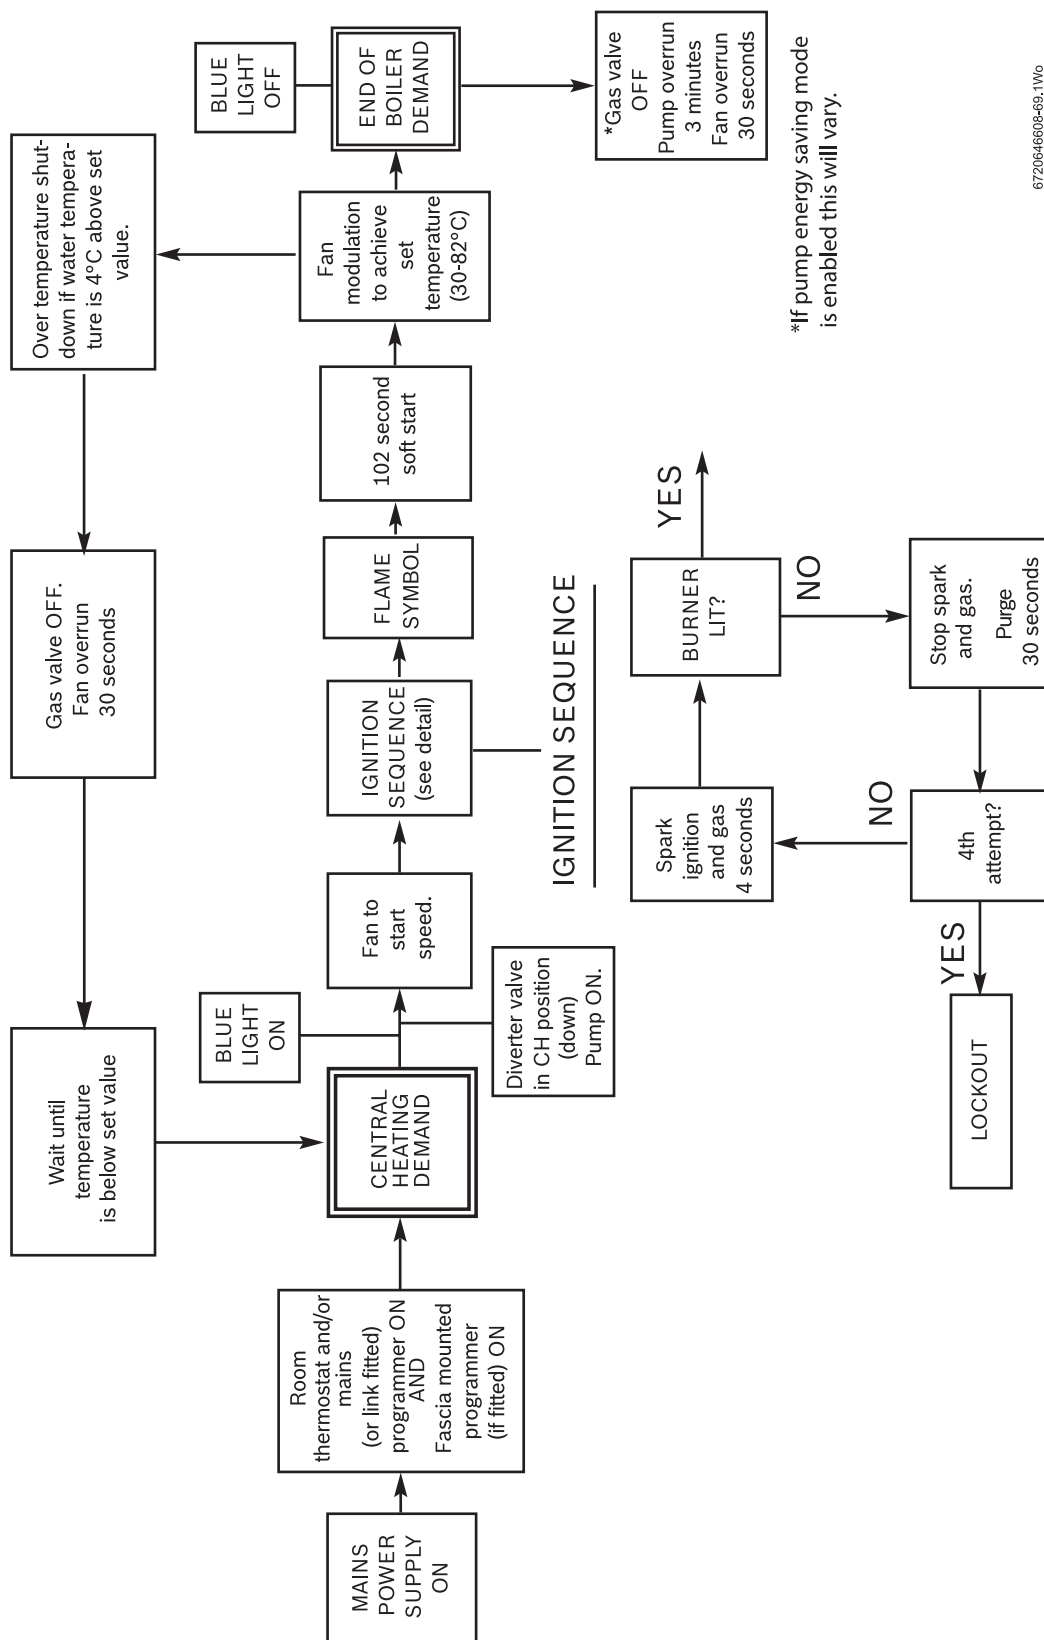 MAINS
POWER
SUPPLY
ON
Room
thermostat and/or
mains
(or link fitted)
programmer ON
AND
Fascia mounted
programmer
(if fitted) ON
CENTRAL
HEATING
DEMAND
BLUE
LIGHT
ON
Diverter valve
in CH position
(down)
Pump ON.
Fan to
start
speed.
IGNITION
SEQUENCE
(see detail)
FLAME
SYMBOL
102 second
soft start
Fan
modulation
to achieve
set
temperature
(30-82°C)
END OF
BOILER
DEMAND
BLUE
LIGHT
OFF
*Gas valve
OFF
Pump overrun
3 minutes
Fan overrun
30 seconds
Over temperature shut-
down if water tempera-
ture is 4°C above set
value.
Gas valve OFF.
Fan overrun
30 seconds
Wait until
temperature
is below set value
*If pump energy saving mode
is enabled this will vary.
IGNITION SEQUENCE
Spark
ignition
and gas
4 seconds
BURNER
LIT?
YES
NO
Stop spark
and gas.
Purge
30 seconds
4th
attempt?
NO
YES
LOCKOUT
6720646608-69.1Wo